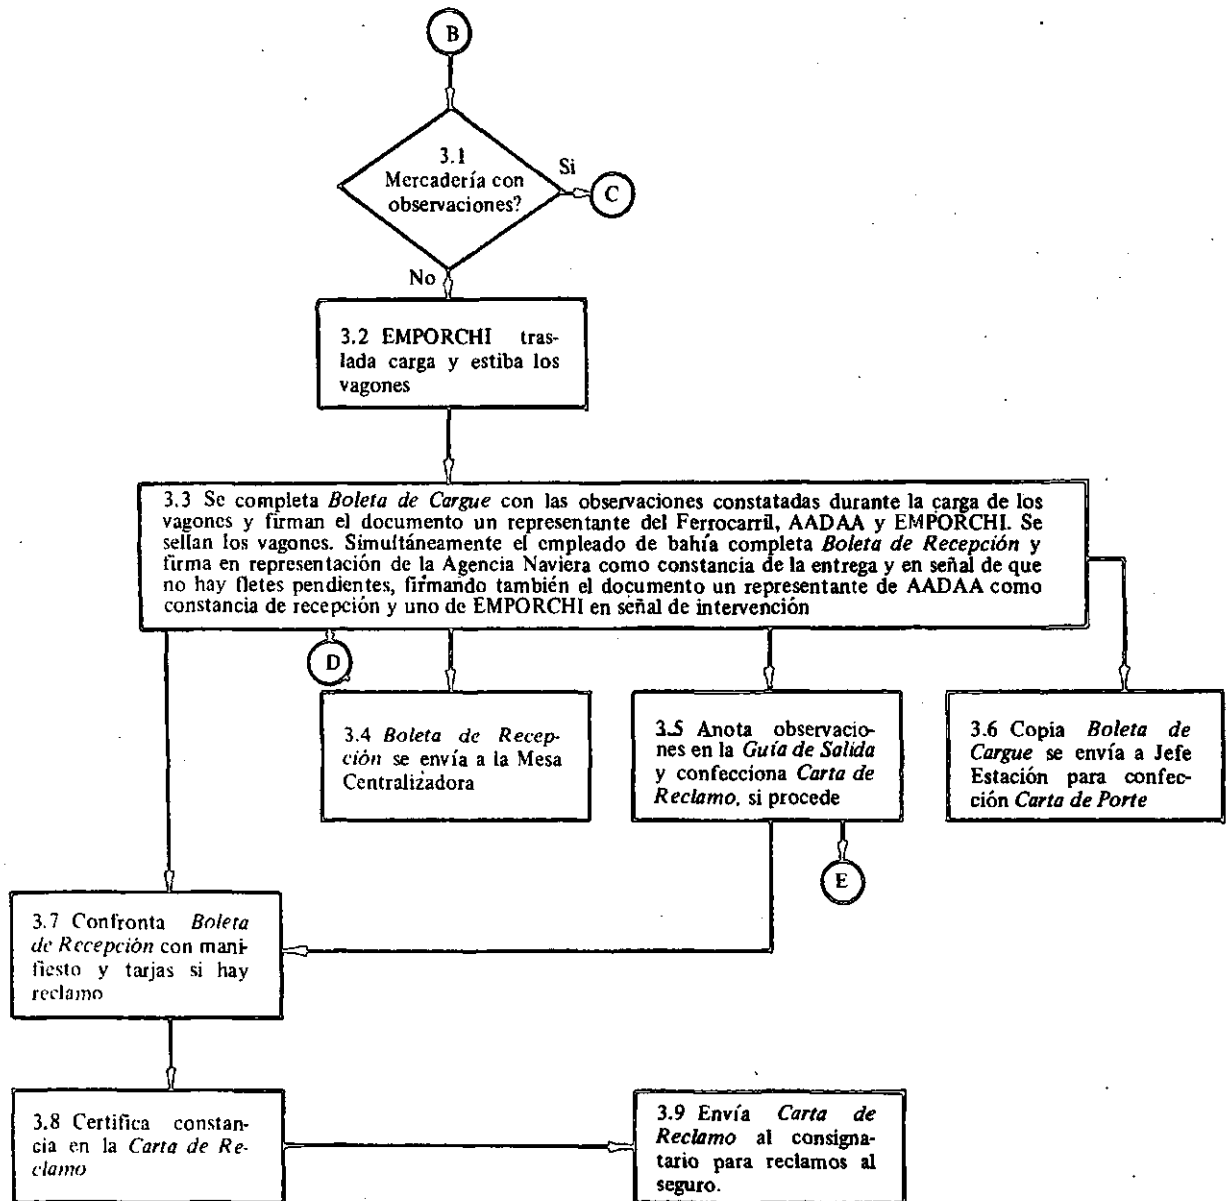 B
3.1
Mercadería con
observaciones?
Si
C
No
3.2 EMPORCHI tras-
lada carga y estiba los
vagones
3.3 Se completa Boleta de Cargue con las observaciones constatadas durante la carga de los
vagones y firman el documento un representante del Ferrocarril, AADAA y EMPORCHI. Se
sellan los vagones. Simultáneamente el empleado de bahía completa Boleta de Recepción y
firma en representación de la Agencia Naviera como constancia de la entrega y en señal de que
no hay fletes pendientes, firmando también el documento un representante de AADAA como
constancia de recepción y uno de EMPORCHI en señal de intervención
D
3.4 Boleta de Recep-
ción se envía a la Mesa
Centralizadora
3.5 Anota observacio-
nes en la Guía de Salida
y confecciona Carta de
Reclamo, si procede
3.6 Copia Boleta de
Cargue se envía a Jefe
Estación para confec-
ción Carta de Porte
E
3.7 Confronta Boleta
de Recepción con mani-
fiesto y tarjas si hay
reclamo
3.8 Certifica constan-
cia en la Carta de Re-
clamo
3.9 Envía Carta de
Reclamo al consigna-
tario para reclamos al
seguro.